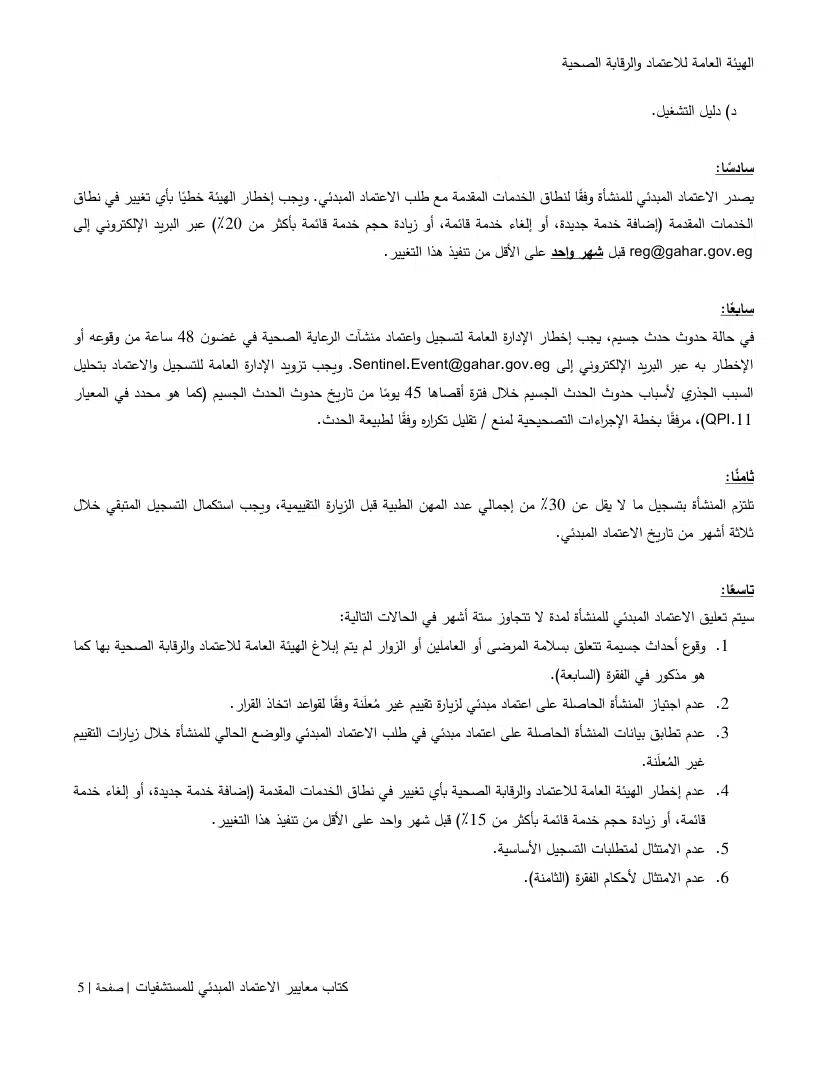 الهيئة العامة للاعتماد والرقابة الصحية
د) دليل التشغيل.
سادسًا:
يصدر الاعتماد المبدئي للمنشأة وفقًا لنطاق الخدمات المقدمة مع طلب الاعتماد المبدئي. ويجب إخطار الهيئة خطيًا بأي تغيير في نطاق
الخدمات المقدمة (إضافة خدمة جديدة، أو إلغاء خدمة قائمة، أو زيادة حجم خدمة قائمة بأكثر من 20٪) عبر البريد الإلكتروني إلى
reg@gahar.gov.eg قبل شهر واحد على الأقل من تنفيذ هذا التغيير.
سابعًا:
في حالة حدوث حدث جسيم، يجب إخطار الإدارة العامة لتسجيل واعتماد منشآت الرعاية الصحية في غضون 48 ساعة من وقوعه أو
الإخطار به عبر البريد الإلكتروني إلى Sentinel.Event@gahar.gov.eg. ويجب تزويد الإدارة العامة للتسجيل والاعتماد بتحليل
السبب الجذري لأسباب حدوث الحدث الجسيم خلال فترة أقصاها 45 يومًا من تاريخ حدوث الحدث الجسيم (كما هو محدد في المعيار
QPI.11)، مرفقًا بخطة الإجراءات التصحيحية لمنع / تقليل تكراره وفقًا لطبيعة الحدث.
ثامنًا:
تلتزم المنشأة بتسجيل ما لا يقل عن 30٪ من إجمالي عدد المهن الطبية قبل الزيارة التقييمية، ويجب استكمال التسجيل المتبقي خلال
ثلاثة أشهر من تاريخ الاعتماد المبدئي.
تاسعًا:
سيتم تعليق الاعتماد المبدئي للمنشأة لمدة لا تتجاوز ستة أشهر في الحالات التالية:
1. وقوع أحداث جسيمة تتعلق بسلامة المرضى أو العاملين أو الزوار لم يتم إبلاغ الهيئة العامة للاعتماد والرقابة الصحية بها كما
هو مذكور في الفقرة (السابعة).
2. عدم اجتياز المنشأة الحاصلة على اعتماد مبدئي لزيارة تقييم غير مُعلَنة وفقًا لقواعد اتخاذ القرار.
3. عدم تطابق بيانات المنشأة الحاصلة على اعتماد مبدئي في طلب الاعتماد المبدئي والوضع الحالي للمنشأة خلال زيارات التقييم
غير المُعلَنة.
4. عدم إخطار الهيئة العامة للاعتماد والرقابة الصحية بأي تغيير في نطاق الخدمات المقدمة (إضافة خدمة جديدة، أو إلغاء خدمة
قائمة، أو زيادة حجم خدمة قائمة بأكثر من 15٪) قبل شهر واحد على الأقل من تنفيذ هذا التغيير.
5. عدم الامتثال لمتطلبات التسجيل الأساسية.
6. عدم الامتثال لأحكام الفقرة (الثامنة).
كتاب معايير الاعتماد المبدئي للمستشفيات | صفحة | 5